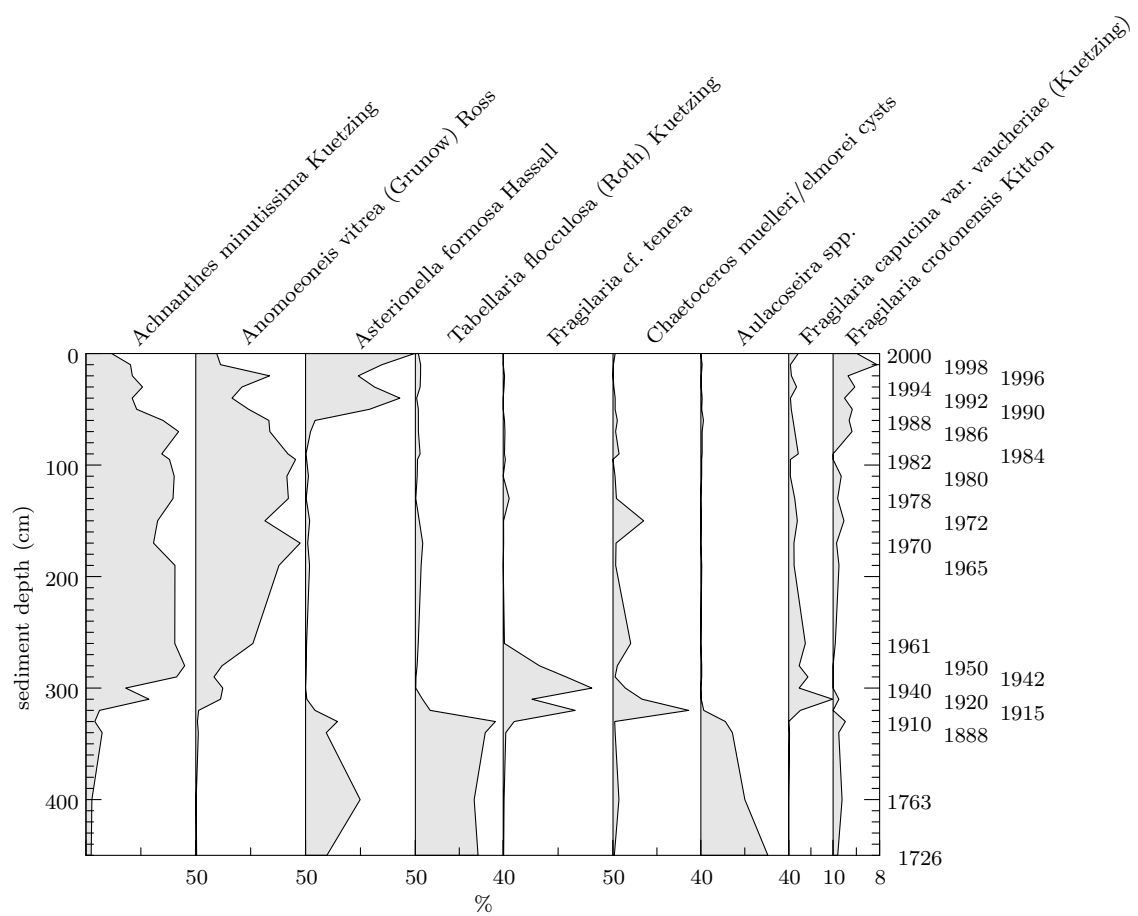 Achnanthes minutissima Kuetzing
Anomoeoneis vitrea (Grunow) Ross
Asterionella formosa Hassall
Tabellaria flocculosa (Roth) Kuetzing
Fragilaria cf. tenera
Chaetoceros muelleri/elmorei cysts
Aulacoseira spp.
Fragilaria capucina var. vaucheriae (Kuetzing)
Fragilaria crotonensis Kitton
sediment depth (cm)
0
100
200
300
400
2000
1998
1996
1994
1992
1990
1988
1986
1984
1982
1980
1978
1972
1970
1965
1961
1950
1942
1940
1920
1915
1910
1888
1763
1726
50 50 50 40 50 40 40 10 8
%